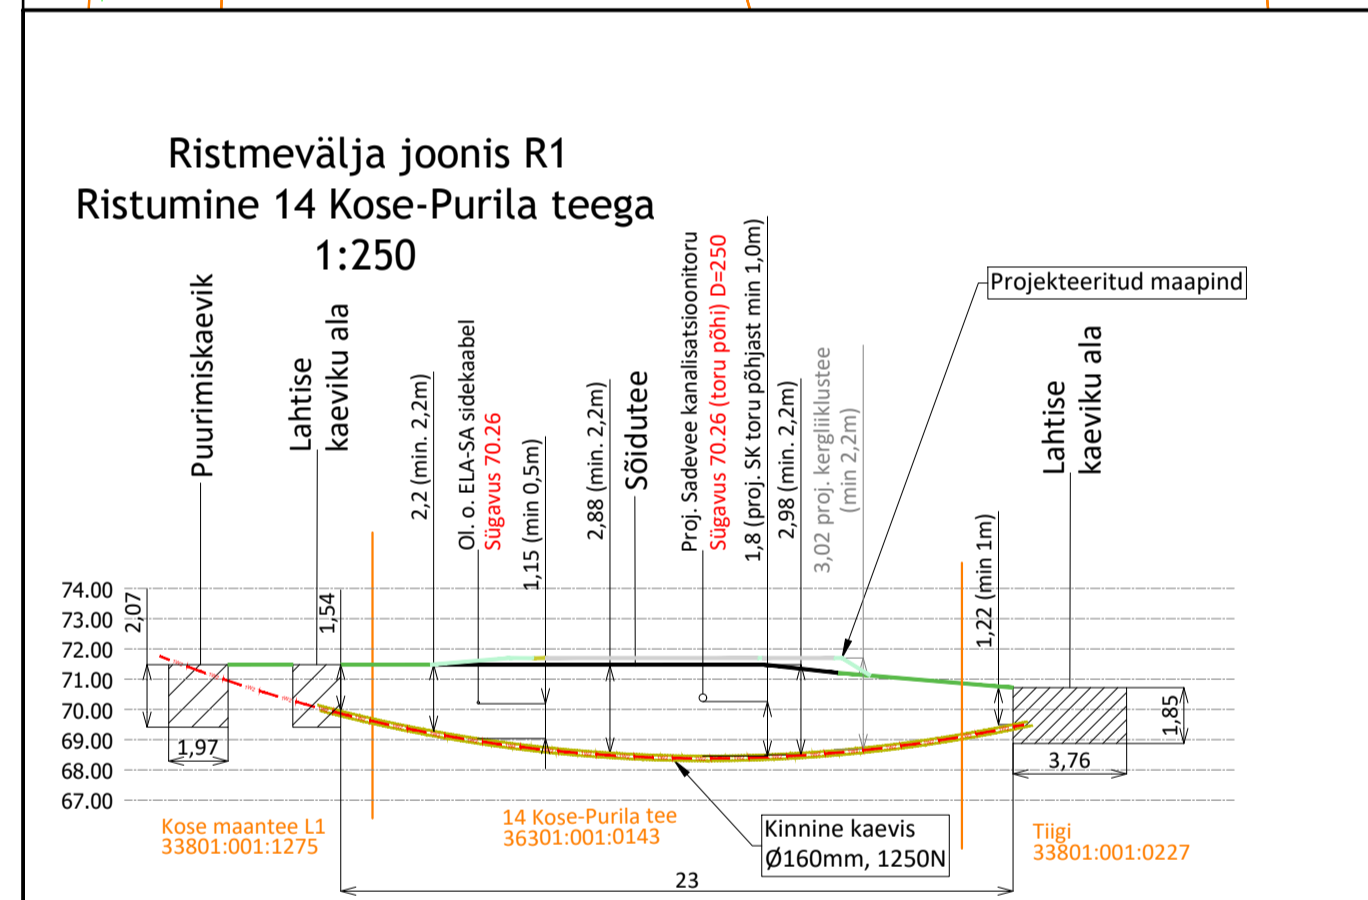 Ristmevälja joonis R1
Ristumine 14 Kose-Purila teega
1:250
Puurimiskaevik
Lahtise
kaeviku ala
2,2 (min. 2,2m)
Ol. o. ELA-SA sidekaabel
Sügavus 70.26
1,15 (min 0,5m)
2,88 (min. 2,2m)
Sõidutee
Proj. Sadevee kanalisatsioonitoru
Sügavus 70.26 (toru põhi) D=250
1,8 (proj. SK toru põhjast min 1,0m)
2,98 (min. 2,2m)
3,02 proj. kergliiklustee
(min 2,2m)
Projekteeritud maapind
1,22 (min 1m)
Lahtise
kaeviku ala
74.00
73.00
72.00
71.00
70.00
69.00
68.00
67.00
2,07
1,54
1,97
1,85
3,76
Kose maantee L1
33801:001:1275
14 Kose-Purila tee
36301:001:0143
Kinnine kaevis
Ø160mm, 1250N
Tiigi
33801:001:0227
23